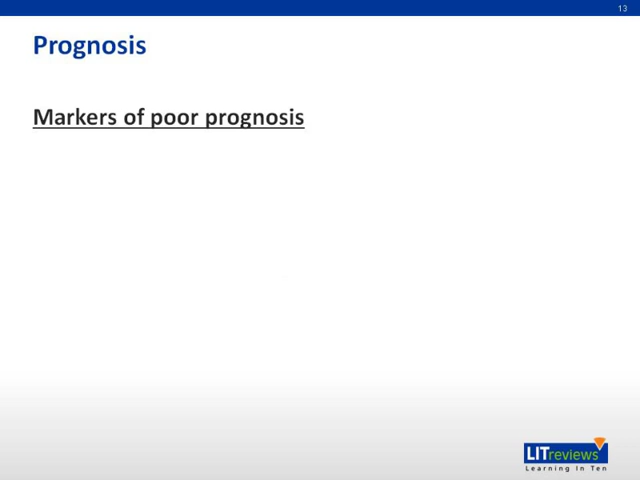 13
Prognosis
Markers of poor prognosis
LITreviews
Learning In Ten